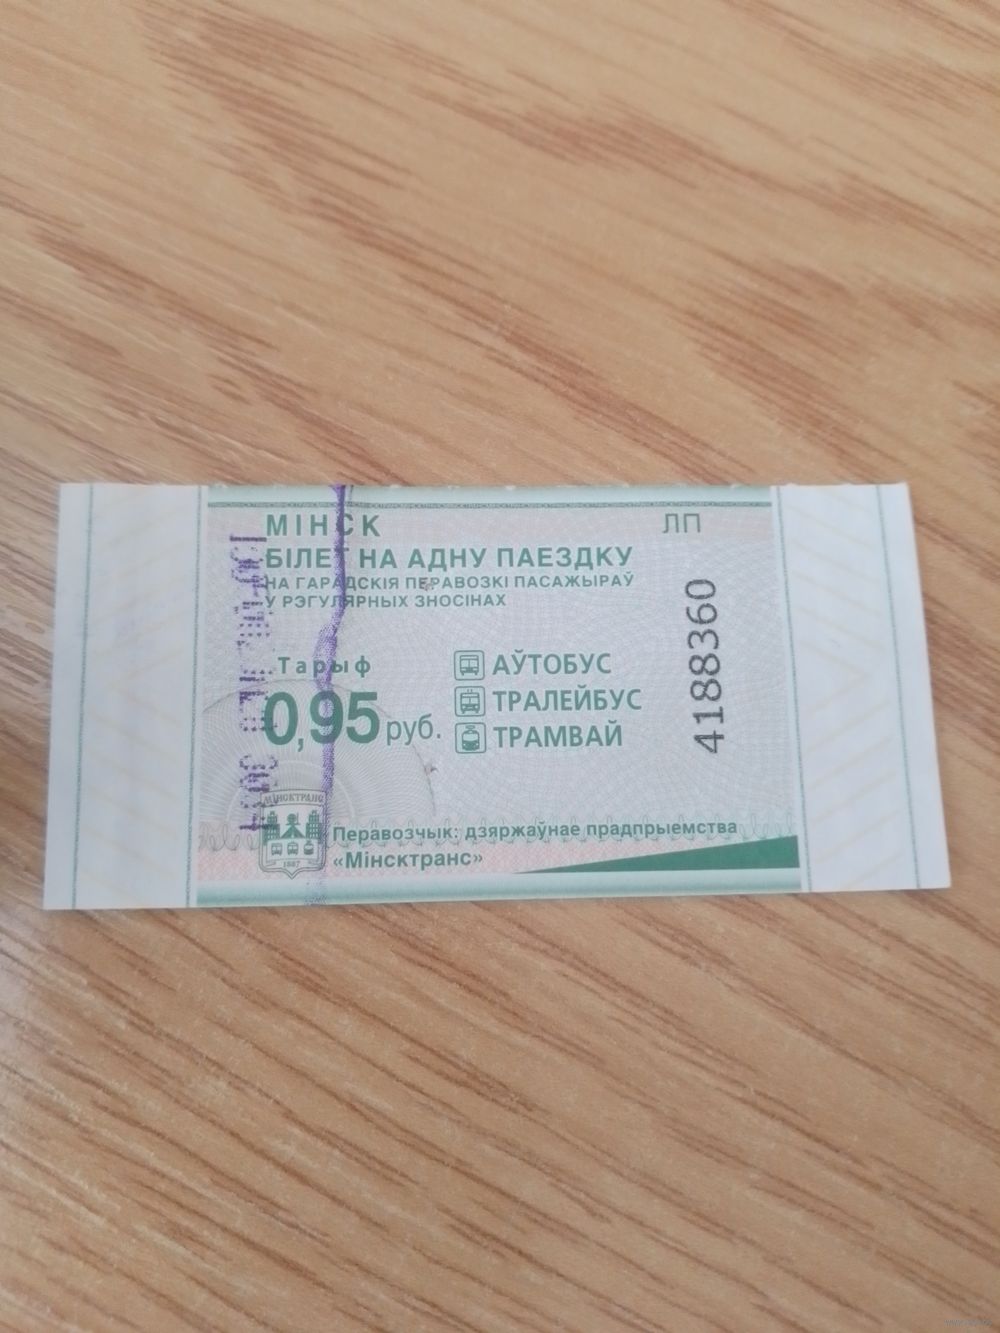 МІНСК
ЛП
БІЛЕТ НА АДНУ ПАЕЗДКУ
НА ГАРАДСКІЯ ПЕРАВОЗКІ ПАСАЖЫРАЎ
У РЭГУЛЯРНЫХ ЗНОСІНАХ
Тарыф
0,95 руб.
АЎТОБУС
ТРАЛЕЙБУС
ТРАМВАЙ
4188360
МІНСКТРАНС
1887
Перавозчык: дзяржаўнае прадпрыемства
«Мінсктранс»